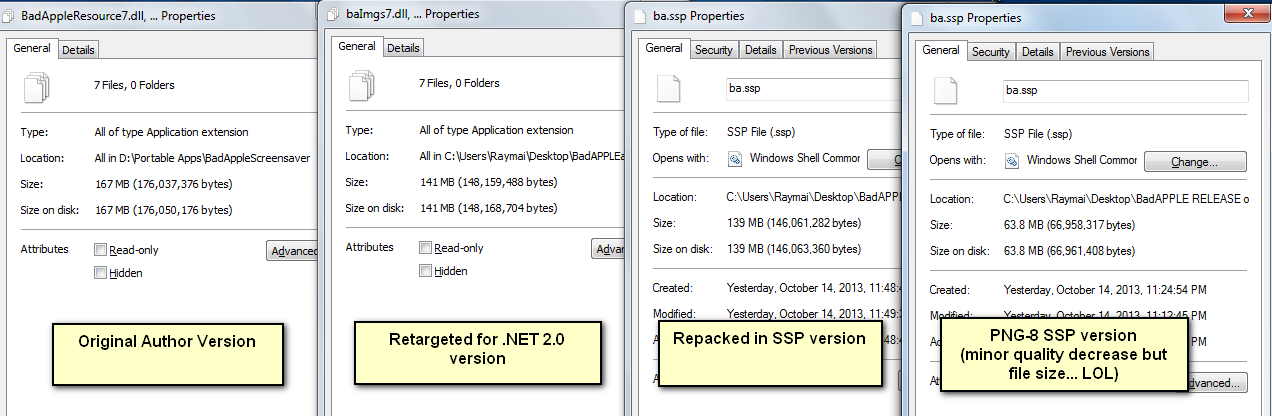 BadAppleResource7.dll, ... Properties
General Details
7 Files, 0 Folders
Type: All of type Application extension
Location: All in D:\Portable Apps\BadAppleScreensaver
Size: 167 MB (176,037,376 bytes)
Size on disk: 167 MB (176,050,176 bytes)
Attributes Read-only Advanced
Hidden
Original Author Version
baImgs7.dll, ... Properties
General Details
7 Files, 0 Folders
Type: All of type Application extension
Location: All in C:\Users\Raymai\Desktop\BadAPPLEa
Size: 141 MB (148,159,488 bytes)
Size on disk: 141 MB (148,168,704 bytes)
Attributes Read-only Advan
Hidden
Retargeted for .NET 2.0
version
ba.ssp Properties
General Security Details Previous Versions
ba.ssp
Type of file: SSP File (.ssp)
Opens with: Windows Shell Commor C
Location: C:\Users\Raymai\Desktop\BadAPPLE
Size: 139 MB (146,061,282 bytes)
Size on disk: 139 MB (146,063,360 bytes)
Created: Yesterday, October 14, 2013, 11:48:4
Modified: Yesterday, October 14, 2013, 11:49:3
Repacked in SSP version
ba.ssp Properties
General Security Details Previous Versions
ba.ssp
Type of file: SSP File (.ssp)
Opens with: Windows Shell Commor Change...
Location: C:\Users\Raymai\Desktop\BadAPPLE RELEASE o
Size: 63.8 MB (66,958,317 bytes)
Size on disk: 63.8 MB (66,961,408 bytes)
Created: Yesterday, October 14, 2013, 11:24:54 PM
Modified: Yesterday, October 14, 2013, 11:12:45 PM
dvanced...
PNG-8 SSP version
(minor quality decrease but
file size... LOL)